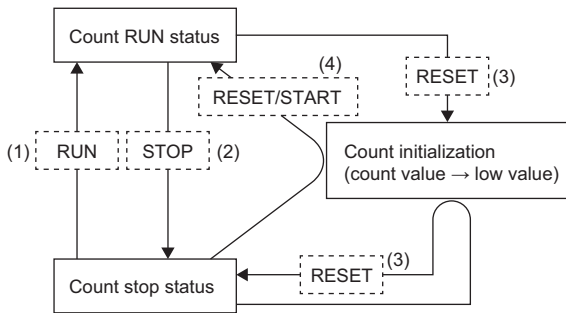 Count RUN status
(4)
RESET/START
RESET
(3)
(1)
RUN
STOP
(2)
Count initialization
(count value → low value)
RESET
(3)
Count stop status